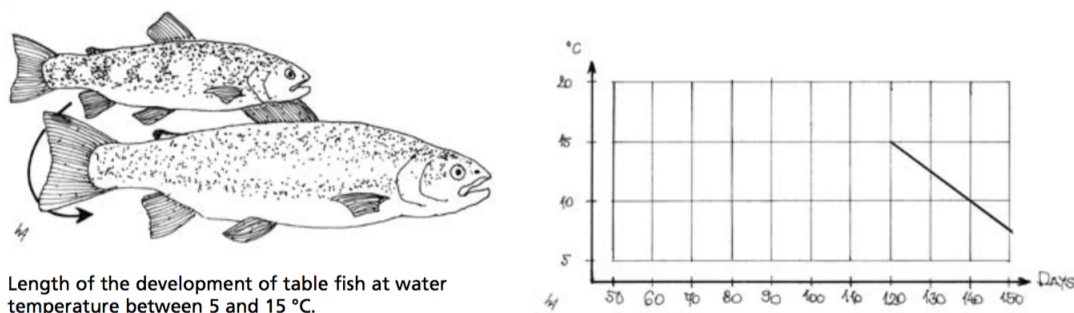 Length of the development of table fish at water
temperature between 5 and 15 °C.
°C
20
15
10
5
50 60 70 80 90 100 110 120 130 140 150 DAYS